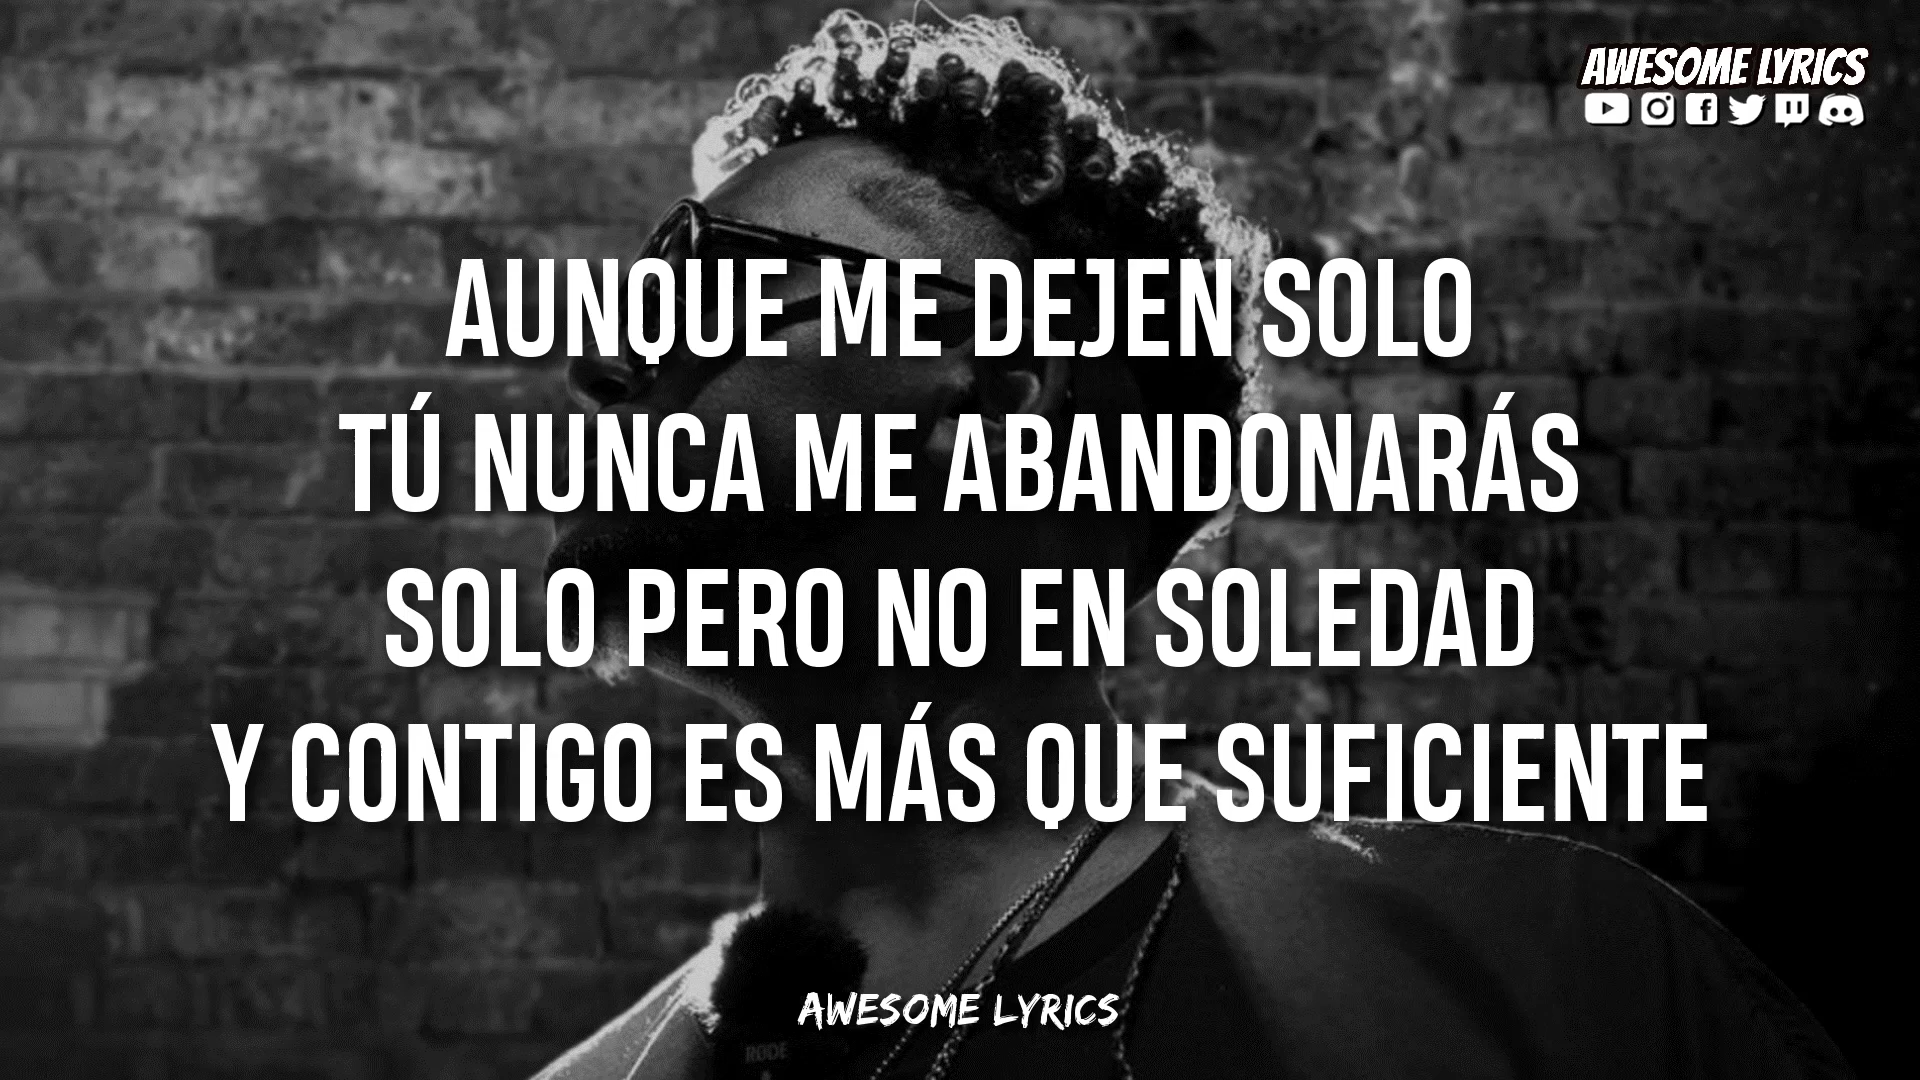 AWESOME LYRICS
AUNQUE ME DEJEN SOLO
TÚ NUNCA ME ABANDONARÁS
SOLO PERO NO EN SOLEDAD
Y CONTIGO ES MÁS QUE SUFICIENTE
AWESOME LYRICS
RØDE